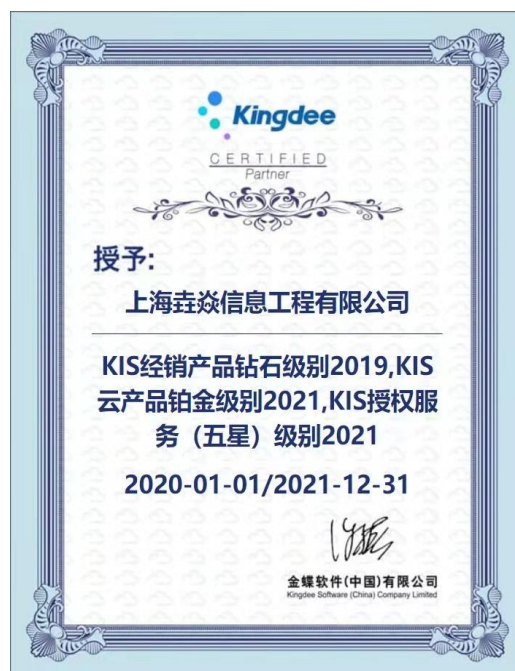 Kingdee
CERTIFIED
Partner
授予:
上海垚焱信息工程有限公司
KIS经销产品钻石级别2019,KIS
云产品铂金级别2021,KIS授权服
务（五星）级别2021
2020-01-01/2021-12-31
金蝶软件(中国)有限公司
Kingdee Software (China) Company Limited